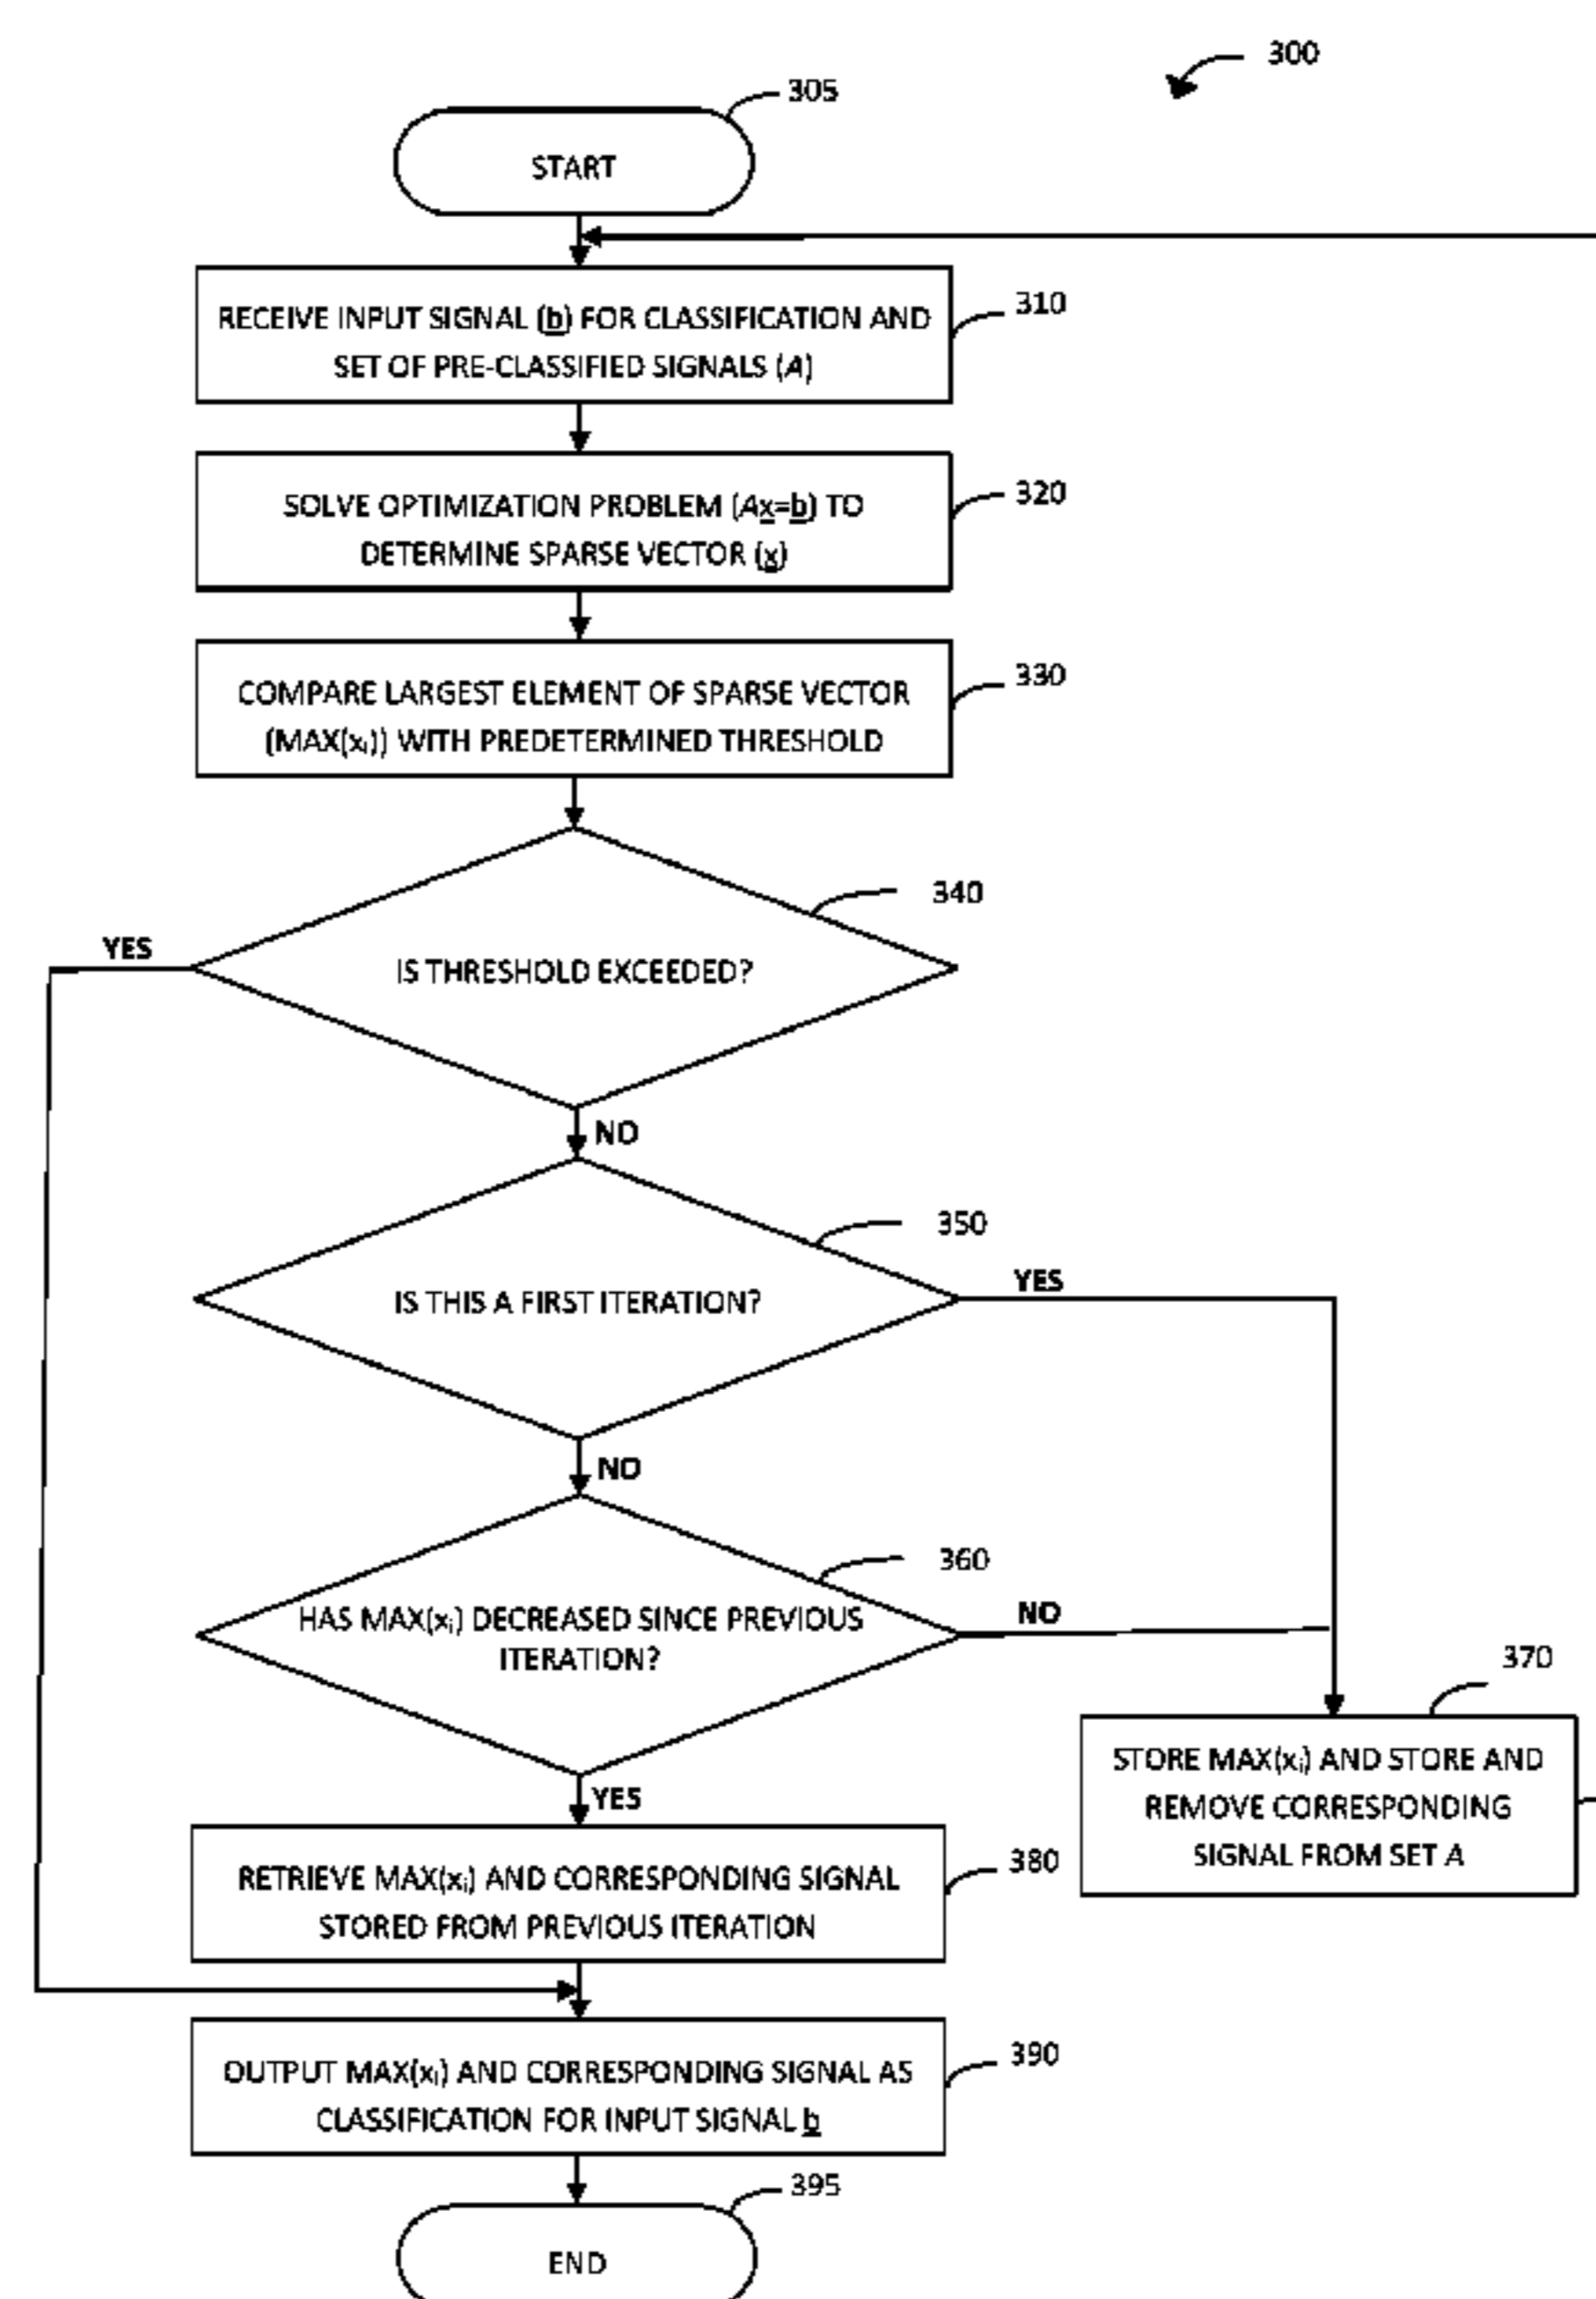 300
305
START
RECEIVE INPUT SIGNAL (b) FOR CLASSIFICATION AND
SET OF PRE-CLASSIFIED SIGNALS (A)
310
SOLVE OPTIMIZATION PROBLEM (Ax=b) TO
DETERMINE SPARSE VECTOR (x)
320
COMPARE LARGEST ELEMENT OF SPARSE VECTOR
(MAX(xᵢ)) WITH PREDETERMINED THRESHOLD
330
340
YES
IS THRESHOLD EXCEEDED?
NO
350
IS THIS A FIRST ITERATION?
YES
NO
360
HAS MAX(xᵢ) DECREASED SINCE PREVIOUS
ITERATION?
NO
370
STORE MAX(xᵢ) AND STORE AND
REMOVE CORRESPONDING
SIGNAL FROM SET A
YES
RETRIEVE MAX(xᵢ) AND CORRESPONDING SIGNAL
STORED FROM PREVIOUS ITERATION
380
OUTPUT MAX(xᵢ) AND CORRESPONDING SIGNAL AS
CLASSIFICATION FOR INPUT SIGNAL b
390
395
END